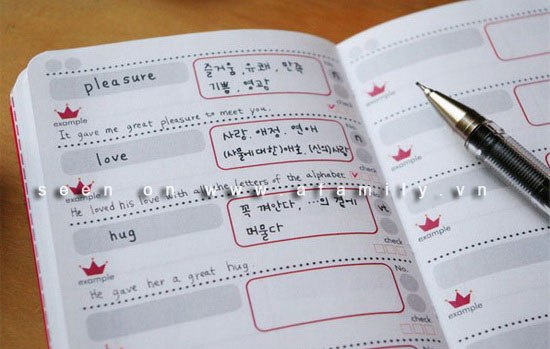 pleasure
즐거움, 유쾌, 만족
기쁨, 영광
check
example
It gave me great pleasure to meet you.
love
사랑, 애정, 연애
(사물에 대한)애호, (신의)사랑
check
example
He loved his love with all the letters of the alphabet
seen on www.afamily.vn
hug
꼭 껴안다, …의 곁에
머물다
check
example
He gave her a great hug
No.
check
example
example
example
example